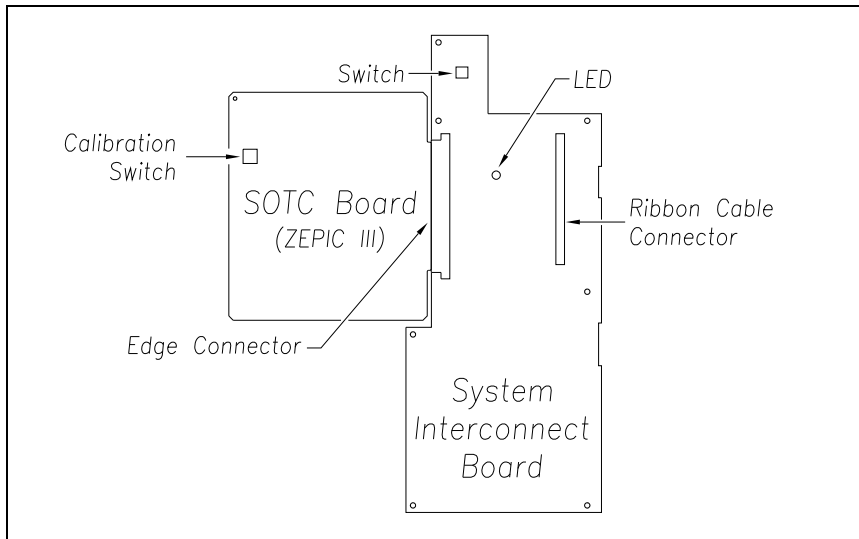 Switch
LED
Calibration
Switch
SOTC Board
(ZEPIC III)
Ribbon Cable
Connector
Edge Connector
System
Interconnect
Board